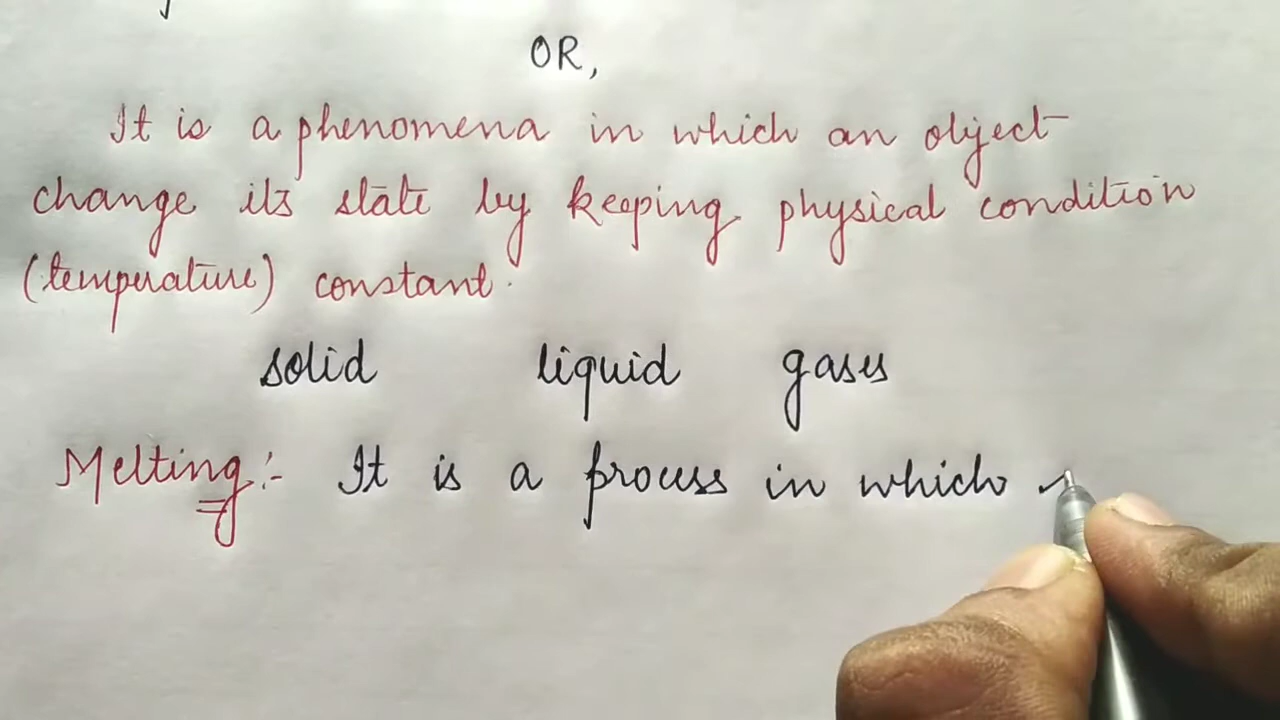 OR,
It is a phenomena in which an object
change its state by keeping physical condition
(temperature) constant.
solid liquid gases
Melting:- It is a process in which